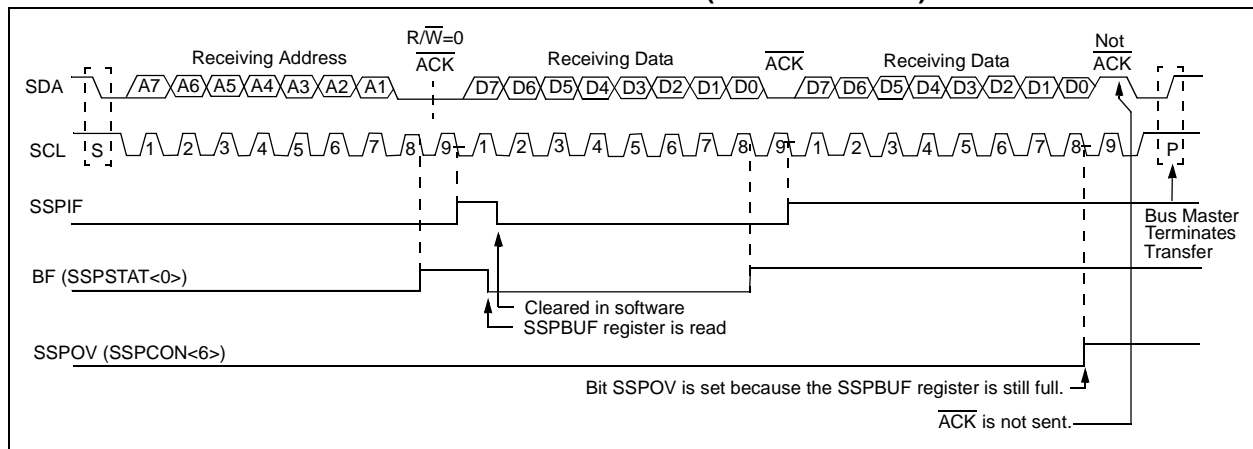 R/W=0
Receiving Address ACK Receiving Data ACK Receiving Data Not ACK
SDA A7 A6 A5 A4 A3 A2 A1 D7 D6 D5 D4 D3 D2 D1 D0 D7 D6 D5 D4 D3 D2 D1 D0
SCL S 1 2 3 4 5 6 7 8 9 1 2 3 4 5 6 7 8 9 1 2 3 4 5 6 7 8 9 P
SSPIF
Bus Master
Terminates
Transfer
BF (SSPSTAT<0>)
Cleared in software
SSPBUF register is read
SSPOV (SSPCON<6>)
Bit SSPOV is set because the SSPBUF register is still full.
ACK is not sent.